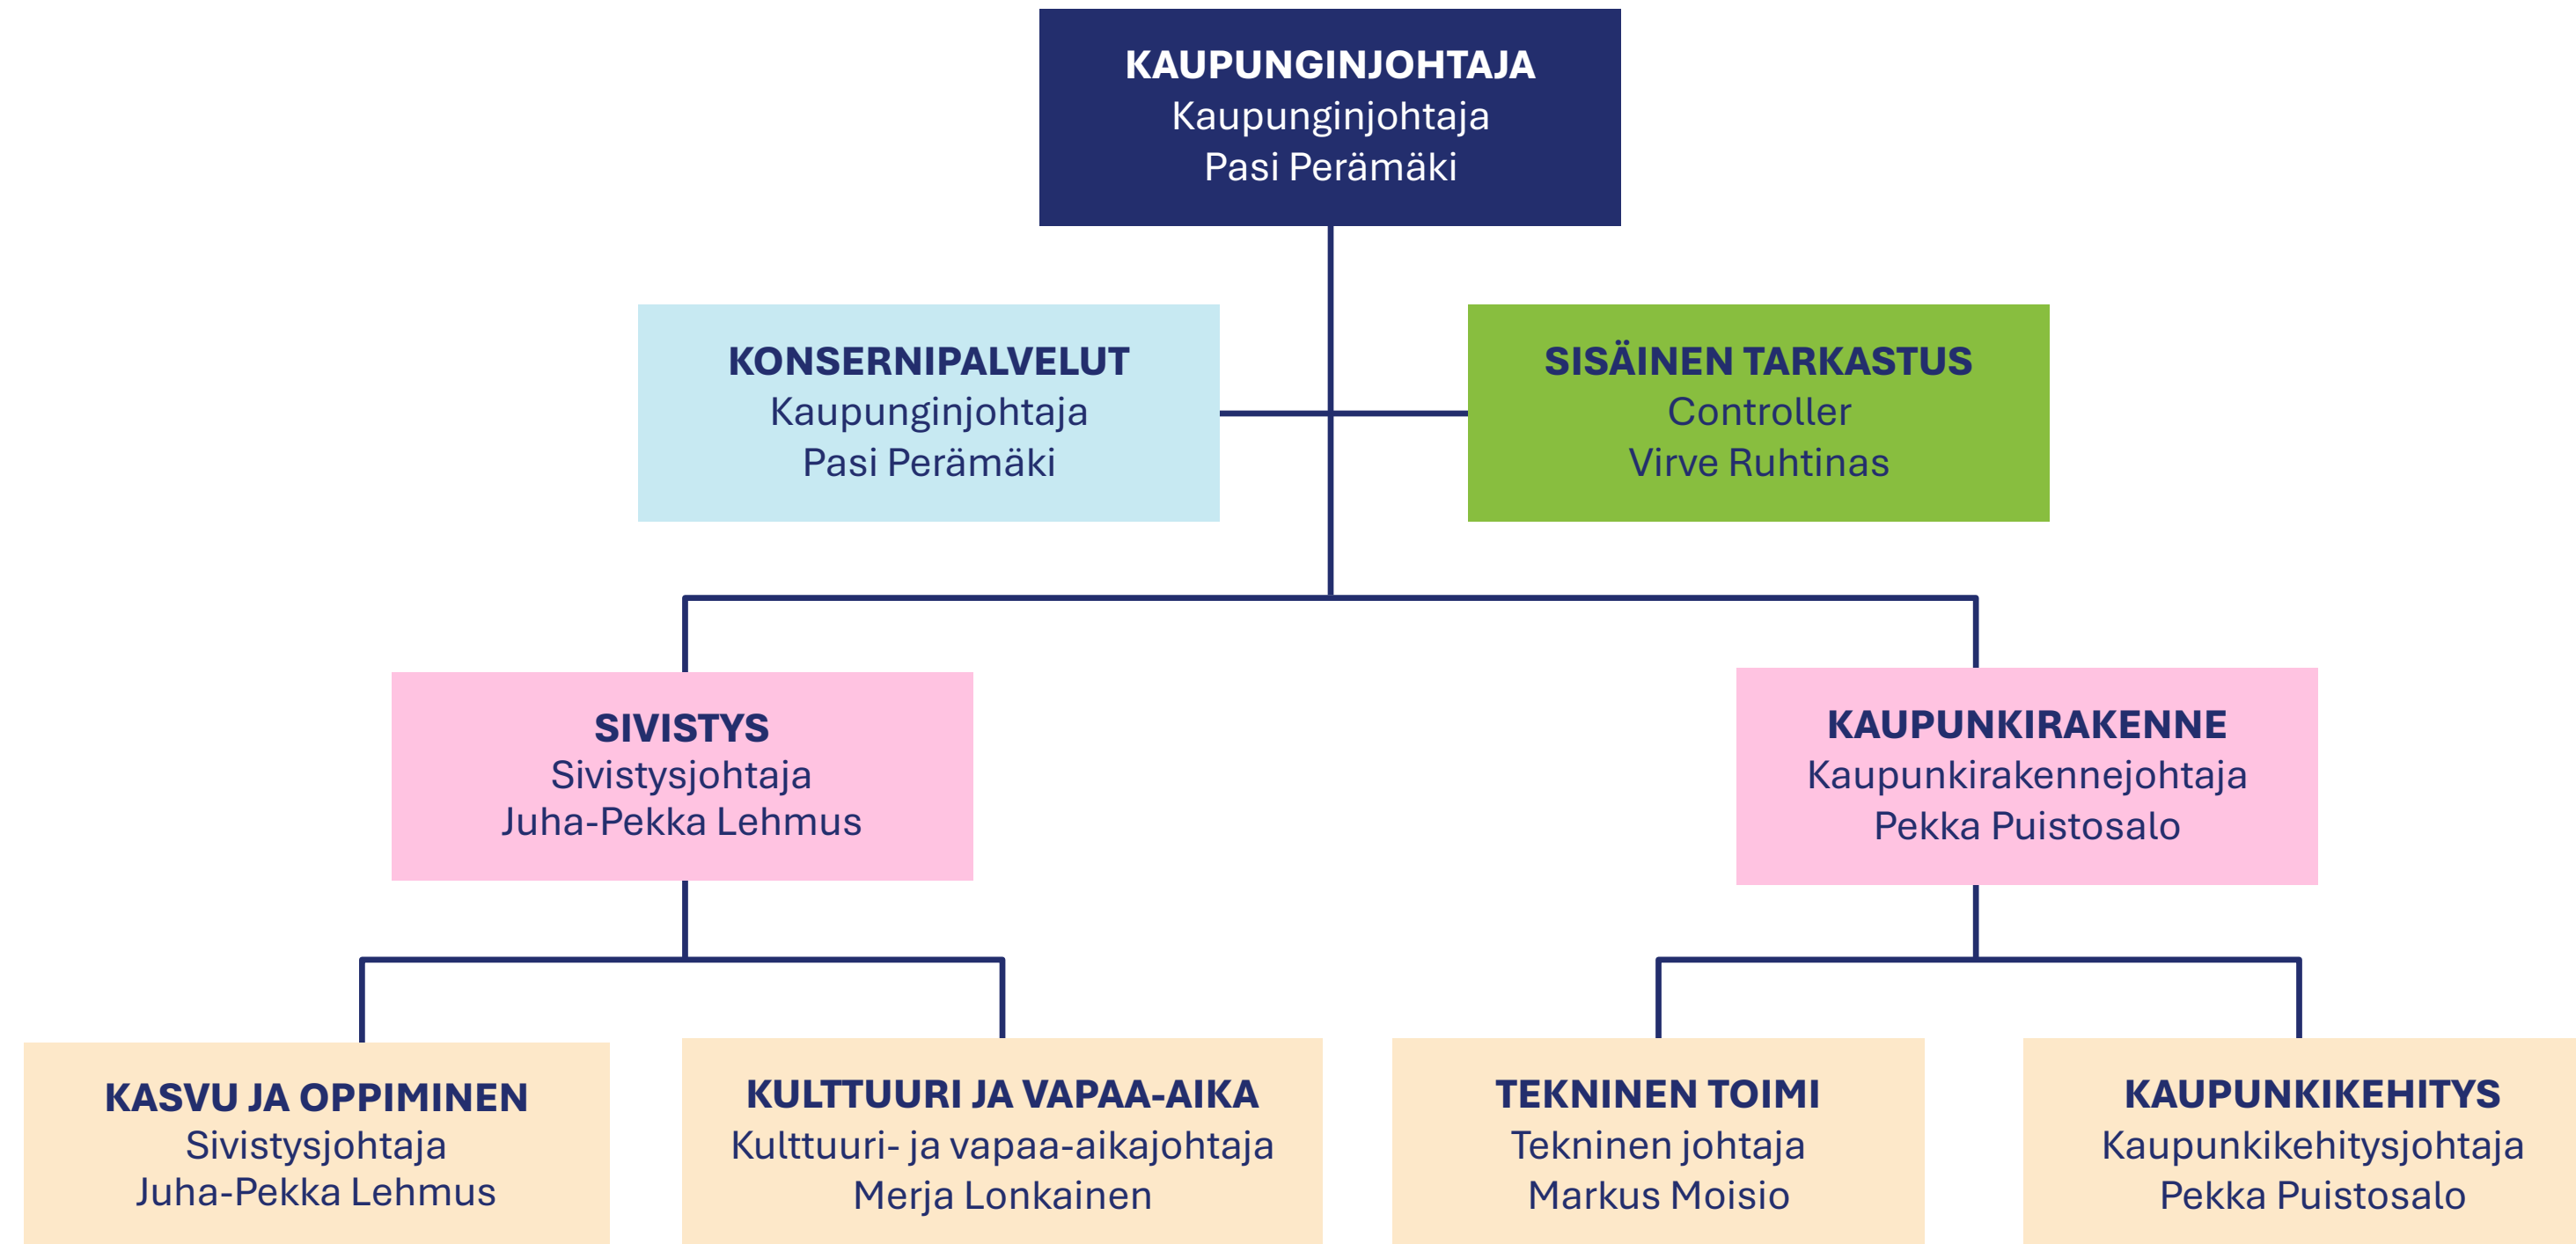 KAUPUNGINJOHTAJA
Kaupunginjohtaja
Pasi Perämäki
KONSERNIPALVELUT
Kaupunginjohtaja
Pasi Perämäki
SISÄINEN TARKASTUS
Controller
Virve Ruhtinas
SIVISTYS
Sivistysjohtaja
Juha-Pekka Lehmus
KAUPUNKIRAKENNE
Kaupunkirakennejohtaja
Pekka Puistosalo
KASVU JA OPPIMINEN
Sivistysjohtaja
Juha-Pekka Lehmus
KULTTUURI JA VAPAA-AIKA
Kulttuuri- ja vapaa-aikajohtaja
Merja Lonkainen
TEKNINEN TOIMI
Tekninen johtaja
Markus Moisio
KAUPUNKIKEHITYS
Kaupunkikehitysjohtaja
Pekka Puistosalo